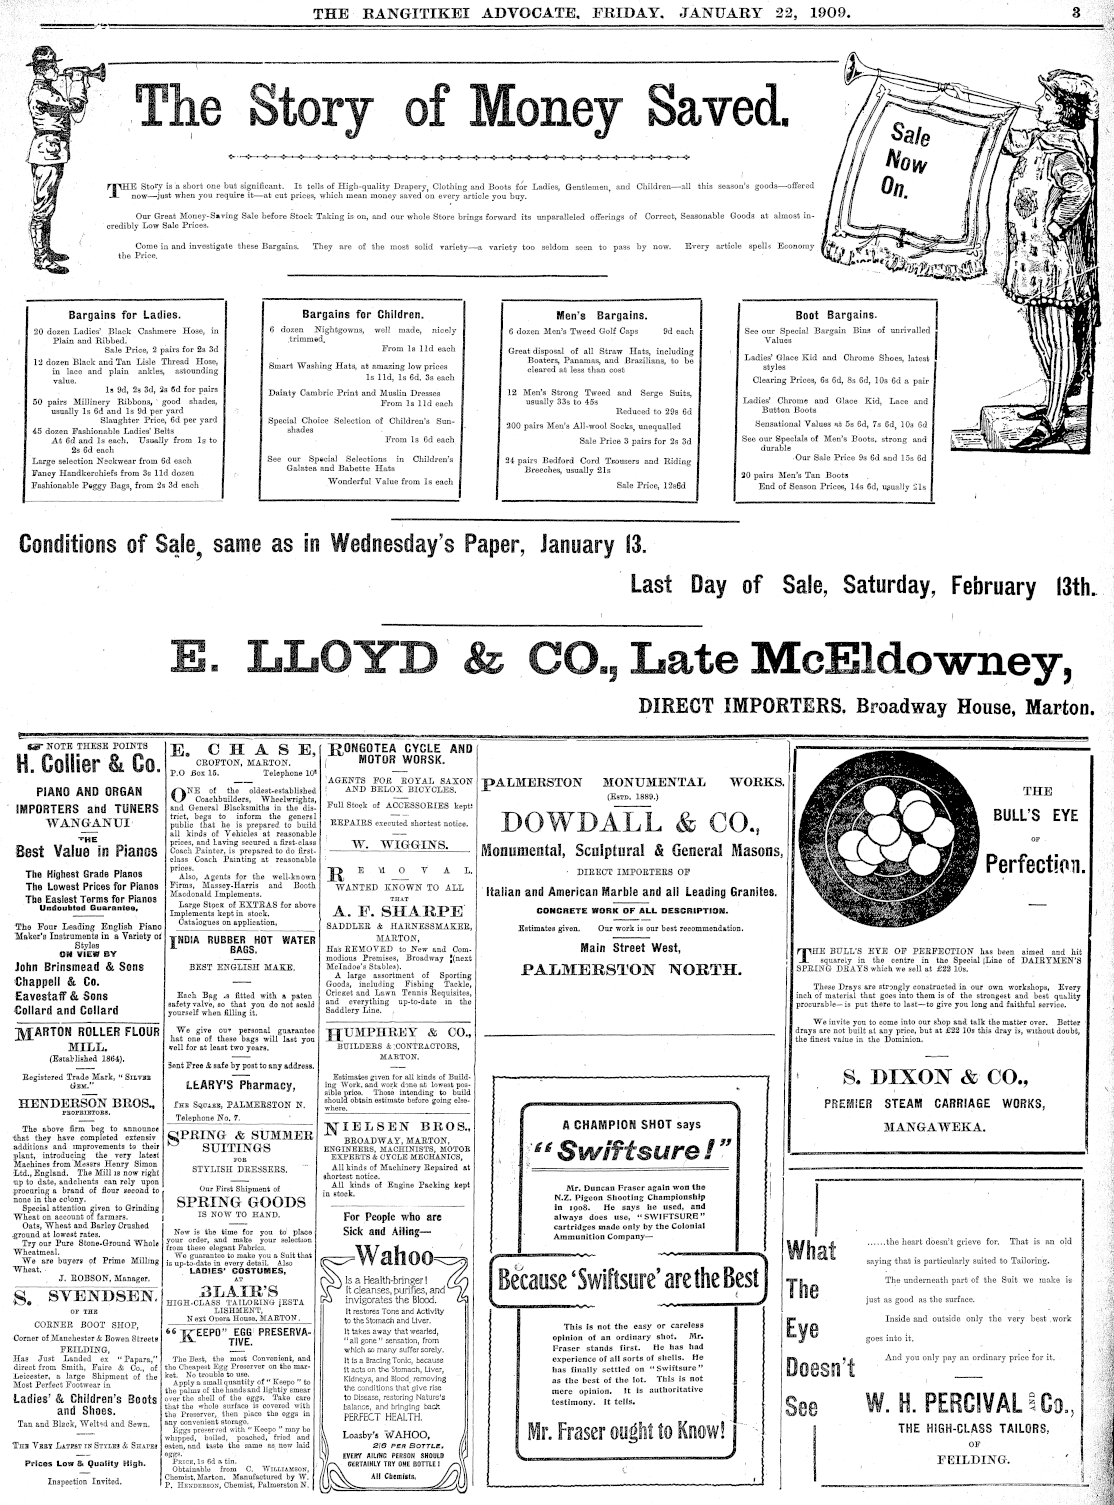 THE RANGITIKEI ADVOCATE, FRIDAY, JANUARY 22, 1909.
3
The Story of Money Saved.
Sale
Now
On.
THE Story is a short one but significant. It tells of High-quality Drapery, Clothing and Boots for Ladies, Gentlemen, and Children—all this season's goods—offered
now—just when you require it—at cut prices, which mean money saved on every article you buy.
Our Great Money-Saving Sale before Stock Taking is on, and our whole Store brings forward its unparalleled offerings of Correct, Seasonable Goods at almost in-
credibly Low Sale Prices.
Come in and investigate these Bargains. They are of the most solid variety—a variety too seldom seen to pass by now. Every article spells Economy
the Price.
Bargains for Ladies.
20 dozen Ladies' Black Cashmere Hose, in
Plain and Ribbed.
Sale Price, 2 pairs for 2s 3d
12 dozen Black and Tan Lisle Thread Hose,
in lace and plain ankles, astounding
value.
1s 9d, 2s 3d, 2s 6d for pairs
50 pairs Millinery Ribbons, good shades,
usually 1s 6d and 1s 9d per yard
Slaughter Price, 6d per yard
45 dozen Fashionable Ladies' Belts
At 6d and 1s each. Usually from 1s to
2s 6d each
Large selection Neckwear from 6d each
Fancy Handkerchiefs from 3s 11d dozen
Fashionable Peggy Bags, from 2s 3d each
Bargains for Children.
6 dozen Nightgowns, well made, nicely
trimmed,
From 1s 11d each
Smart Washing Hats, at amazing low prices
1s 11d, 1s 6d, 3s each
Dainty Cambric Print and Muslin Dresses
From 1s 11d each
Special Choice Selection of Children's Sun-
shades
From 1s 6d each
See our Special Selections in Children's
Galatea and Babette Hats
Wonderful Value from 1s each
Men's Bargains.
6 dozen Men's Tweed Golf Caps 9d each
Great disposal of all Straw Hats, including
Boaters, Panamas, and Brazilians, to be
cleared at less than cost
12 Men's Strong Tweed and Serge Suits,
usually 33s to 45s
Reduced to 29s 6d
200 pairs Men's All-wool Socks, unequalled
Sale Price 3 pairs for 2s 3d
24 pairs Bedford Cord Trousers and Riding
Breeches, usually 21s
Sale Price, 12s6d
Boot Bargains.
See our Special Bargain Bins of unrivalled
Values
Ladies' Glace Kid and Chrome Shoes, latest
styles
Clearing Prices, 6s 6d, 8s 6d, 10s 6d a pair
Ladies' Chrome and Glace Kid, Lace and
Button Boots
Sensational Values at 5s 6d, 7s 6d, 10s 6d
See our Specials of Men's Boots, strong and
durable
Our Sale Price 9s 6d and 15s 6d
20 pairs Men's Tan Boots
End of Season Prices, 14s 6d, usually 21s
Conditions of Sale, same as in Wednesday's Paper, January 13.
Last Day of Sale, Saturday, February 13th.
E. LLOYD & CO., Late McEldowney,
DIRECT IMPORTERS. Broadway House, Marton.
NOTE THESE POINTS
H. Collier & Co.
PIANO AND ORGAN
IMPORTERS and TUNERS
WANGANUI
THE
Best Value in Pianos
The Highest Grade Pianos
The Lowest Prices for Pianos
The Easiest Terms for Pianos
Undoubted Guarantee,
The Four Leading English Piano
Maker's Instruments in a Variety of
Styles
ON VIEW BY
John Brinsmead & Sons
Chappell & Co.
Eavestaff & Sons
Collard and Collard
MARTON ROLLER FLOUR
MILL.
(Established 1864).
Registered Trade Mark, "SILVER
GEM."
HENDERSON BROS.,
PROPRIETORS.
The above firm beg to announce
that they have completed extensiv
additions and improvements to their
plant, introducing the very latest
Machines from Messrs Henry Simon
Ltd., England. The Mill is now right
up to date, andclients can rely upon
procuring a brand of flour second to
none in the colony.
Special attention given to Grinding
Wheat on account of farmers.
Oats, Wheat and Barley Crushed
ground at lowest rates.
Try our Pure Stone-Ground Whole
Wheatmeal.
We are buyers of Prime Milling
Wheat.
J. ROBSON, Manager.
S. SVENDSEN,
OF THE
CORNER BOOT SHOP,
Corner of Manchester & Bowen Streets
FEILDING,
Has Just Landed ex "Papara,"
direct from Smith, Faire & Co., of
Leicester, a large Shipment of the
Most Perfect Footwear in
Ladies' & Children's Boots
and Shoes.
Tan and Black, Welted and Sewn.
THE VERY LATEST IN STYLES & SHAPES
Prices Low & Quality High.
Inspection Invited.
E. CHASE,
CROFTON, MARTON.
P.O Box 15. Telephone 10
ONE of the oldest-established
Coachbuilders, Wheelwrights,
and General Blacksmiths in the dis-
trict, begs to inform the general
public that he is prepared to build
all kinds of Vehicles at reasonable
prices, and having secured a first-class
Coach Painter, is prepared to do first-
class Coach Painting at reasonable
prices.
Also, Agents for the well-known
Firms, Massey-Harris and Booth
Macdonald Implements.
Large Stock of EXTRAS for above
Implements kept in stock.
Catalogues on application,
INDIA RUBBER HOT WATER
BAGS.
BEST ENGLISH MAKE.
Each Bag is fitted with a paten
safety valve, so that you do not scald
yourself when filling it.
We give our personal guarantee
hat one of these bags will last you
well for at least two years.
Sent Free & safe by post to any address.
LEARY'S Pharmacy,
THE SQUARE, PALMERSTON N.
Telephone No. 7.
SPRING & SUMMER
SUITINGS
FOR
STYLISH DRESSERS.
Our First Shipment of
SPRING GOODS
IS NOW TO HAND.
Now is the time for you to place
your order, and make your selection
from these elegant Fabrics.
We guarantee to make you a Suit that
is up-to-date in every detail. Also
LADIES' COSTUMES,
AT
BLAIR'S
HIGH-CLASS TAILORING ESTA
LISHMENT,
Next Opera House, MARTON.
"KEEPO" EGG PRESERVA-
TIVE.
The Best, the most Convenient, and
the Cheapest Egg Preserver on the mar-
ket. No trouble to use.
Apply a small quantity of "Keepo" to
the palms of the hands and lightly smear
over the shell of the eggs. Take care
that the whole surface is covered with
the Preserver, then place the eggs in
any convenient storage.
Eggs preserved with "Keepo" may be
whipped, boiled, poached, fried and
eaten, and taste the same as new laid
eggs.
PRICE, 1s 6d a tin.
Obtainable from C. WILLIAMSON,
Chemist, Marton. Manufactured by W.
P. HENDERSON, Chemist, Palmerston N.
RONGOTEA CYCLE AND
MOTOR WORSK.
AGENTS FOR ROYAL SAXON
AND BELOX BICYCLES.
Full Stock of ACCESSORIES kept:
REPAIRS executed shortest notice.
W. WIGGINS.
REMOVAL.
WANTED KNOWN TO ALL
THAT
A. F. SHARPE
SADDLER & HARNESSMAKER,
MARTON,
Has REMOVED to New and Com-
modious Premises, Broadway (next
McIndoe's Stables).
A large assortment of Sporting
Goods, including Fishing Tackle,
Cricket and Lawn Tennis Requisites,
and everything up-to-date in the
Saddlery Line.
HUMPHREY & CO.,
BUILDERS & CONTRACTORS,
MARTON.
Estimates given for all kinds of Build-
ing Work, and work done at lowest pos-
sible price. Those intending to build
should obtain estimate before going else-
where.
NIELSEN BROS.,
BROADWAY, MARTON,
ENGINEERS, MACHINISTS, MOTOR
EXPERTS & CYCLE MECHANICS,
All kinds of Machinery Repaired at
shortest notice.
All kinds of Engine Packing kept
in stock.
For People who are
Sick and Ailing—
Wahoo
Is a Health-bringer!
It cleanses, purifies, and
invigorates the Blood.
It restores Tone and Activity
to the Stomach and Liver.
It takes away that wearied,
"all gone" sensation, from
which so many suffer sorely.
It is a Bracing Tonic, because
it acts on the Stomach, Liver,
Kidneys, and Blood, removing
the conditions that give rise
to Disease, restoring Nature's
balance, and bringing back
PERFECT HEALTH.
Loasby's WAHOO,
2/6 PER BOTTLE.
EVERY AILING PERSON SHOULD
CERTAINLY TRY ONE BOTTLE!
All Chemists.
PALMERSTON MONUMENTAL WORKS.
(ESTD. 1889.)
DOWDALL & CO.,
Monumental, Sculptural & General Masons,
DIRECT IMPORTERS OF
Italian and American Marble and all Leading Granites.
CONCRETE WORK OF ALL DESCRIPTION.
Estimates given. Our work is our best recommendation.
Main Street West,
PALMERSTON NORTH.
A CHAMPION SHOT says
"Swiftsure!"
Mr. Duncan Fraser again won the
N.Z. Pigeon Shooting Championship
in 1908. He says he used, and
always does use, "SWIFTSURE"
cartridges made only by the Colonial
Ammunition Company—
Because 'Swiftsure' are the Best
This is not the easy or careless
opinion of an ordinary shot. Mr.
Fraser stands first. He has had
experience of all sorts of shells. He
has finally settled on "Swiftsure"
as the best of the lot. This is not
mere opinion. It is authoritative
testimony. It tells.
Mr. Fraser ought to Know!
THE
BULL'S EYE
OF
Perfection.
THE BULL'S EYE OF PERFECTION has been aimed and hit
squarely in the centre in the Special Line of DAIRYMEN'S
SPRING DRAYS which we sell at £22 10s.
These Drays are strongly constructed in our own workshops, Every
inch of material that goes into them is of the strongest and best quality
procurable—is put there to last—to give you long and faithful service.
We invite you to come into our shop and talk the matter over. Better
drays are not built at any price, but at £22 10s this dray is, without doubt,
the finest value in the Dominion.
S. DIXON & CO.,
PREMIER STEAM CARRIAGE WORKS,
MANGAWEKA.
What
The
Eye
Doesn't
See
......the heart doesn't grieve for. That is an old
saying that is particularly suited to Tailoring.
The underneath part of the Suit we make is
just as good as the surface.
Inside and outside only the very best work
goes into it.
And you only pay an ordinary price for it.
W. H. PERCIVAL AND Co.,
THE HIGH-CLASS TAILORS,
OF
FEILDING.